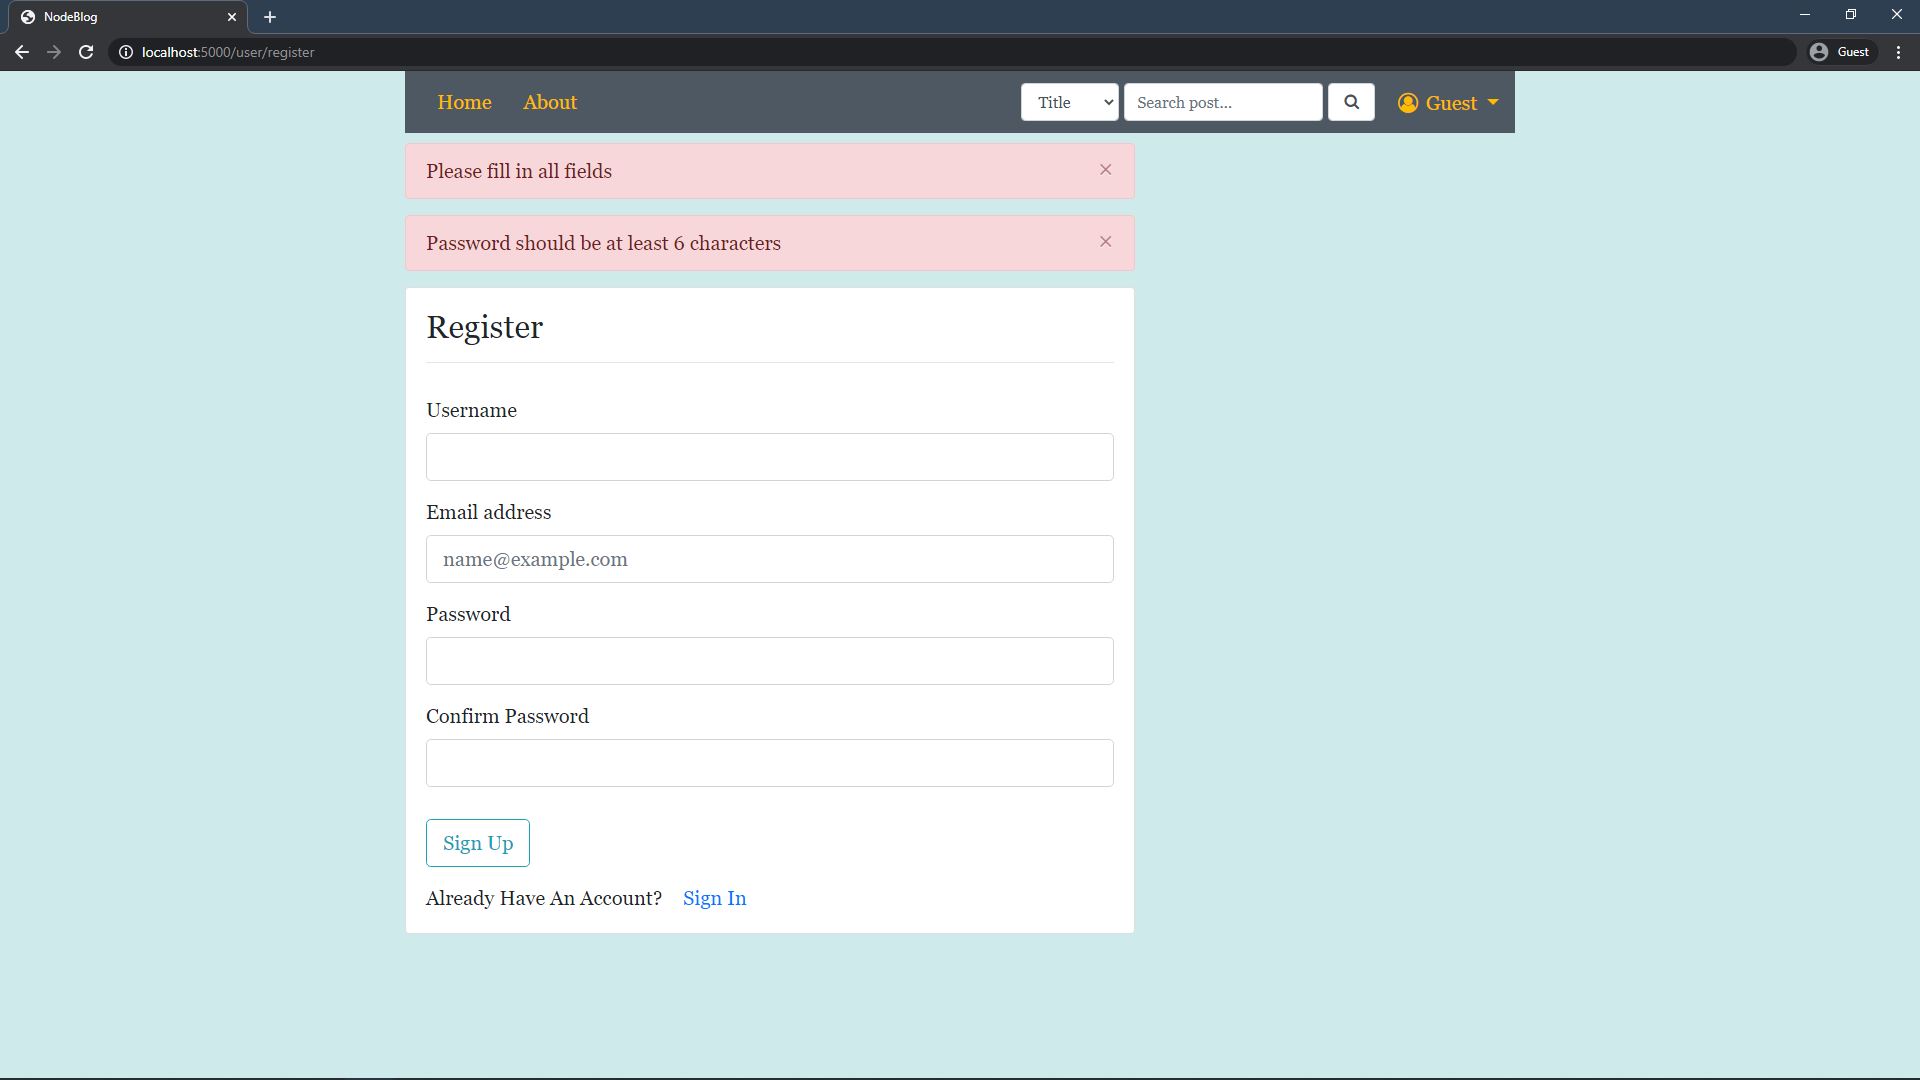 NodeBlog
localhost:5000/user/register
Guest
Home About Title Search post... Guest
Please fill in all fields
Password should be at least 6 characters
Register
Username
Email address
name@example.com
Password
Confirm Password
Sign Up
Already Have An Account? Sign In